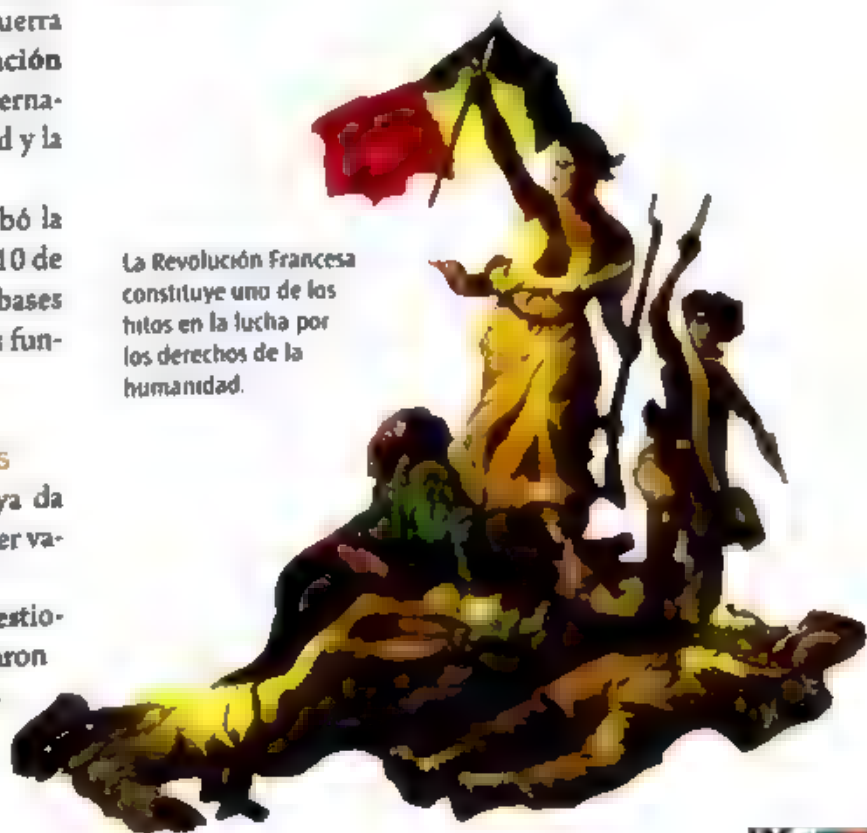 uerra
ación
erna-
d y la
bó la
10 de
bases
fun-
s
ya da
er va-
estio-
aron
La Revolución Francesa
constituye uno de los
hitos en la lucha por
los derechos de la
humanidad.